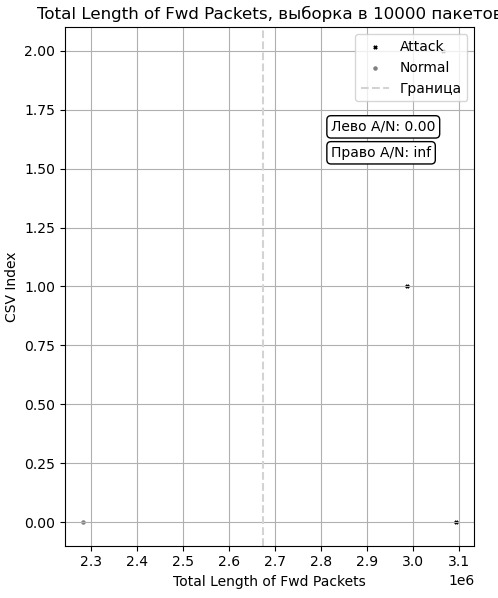 Total Length of Fwd Packets, выборка в 10000 пакетов
Attack
Normal
Граница
Лево A/N: 0.00
Право A/N: inf
CSV Index
2.00
1.75
1.50
1.25
1.00
0.75
0.50
0.25
0.00
2.3 2.4 2.5 2.6 2.7 2.8 2.9 3.0 3.1
1e6
Total Length of Fwd Packets